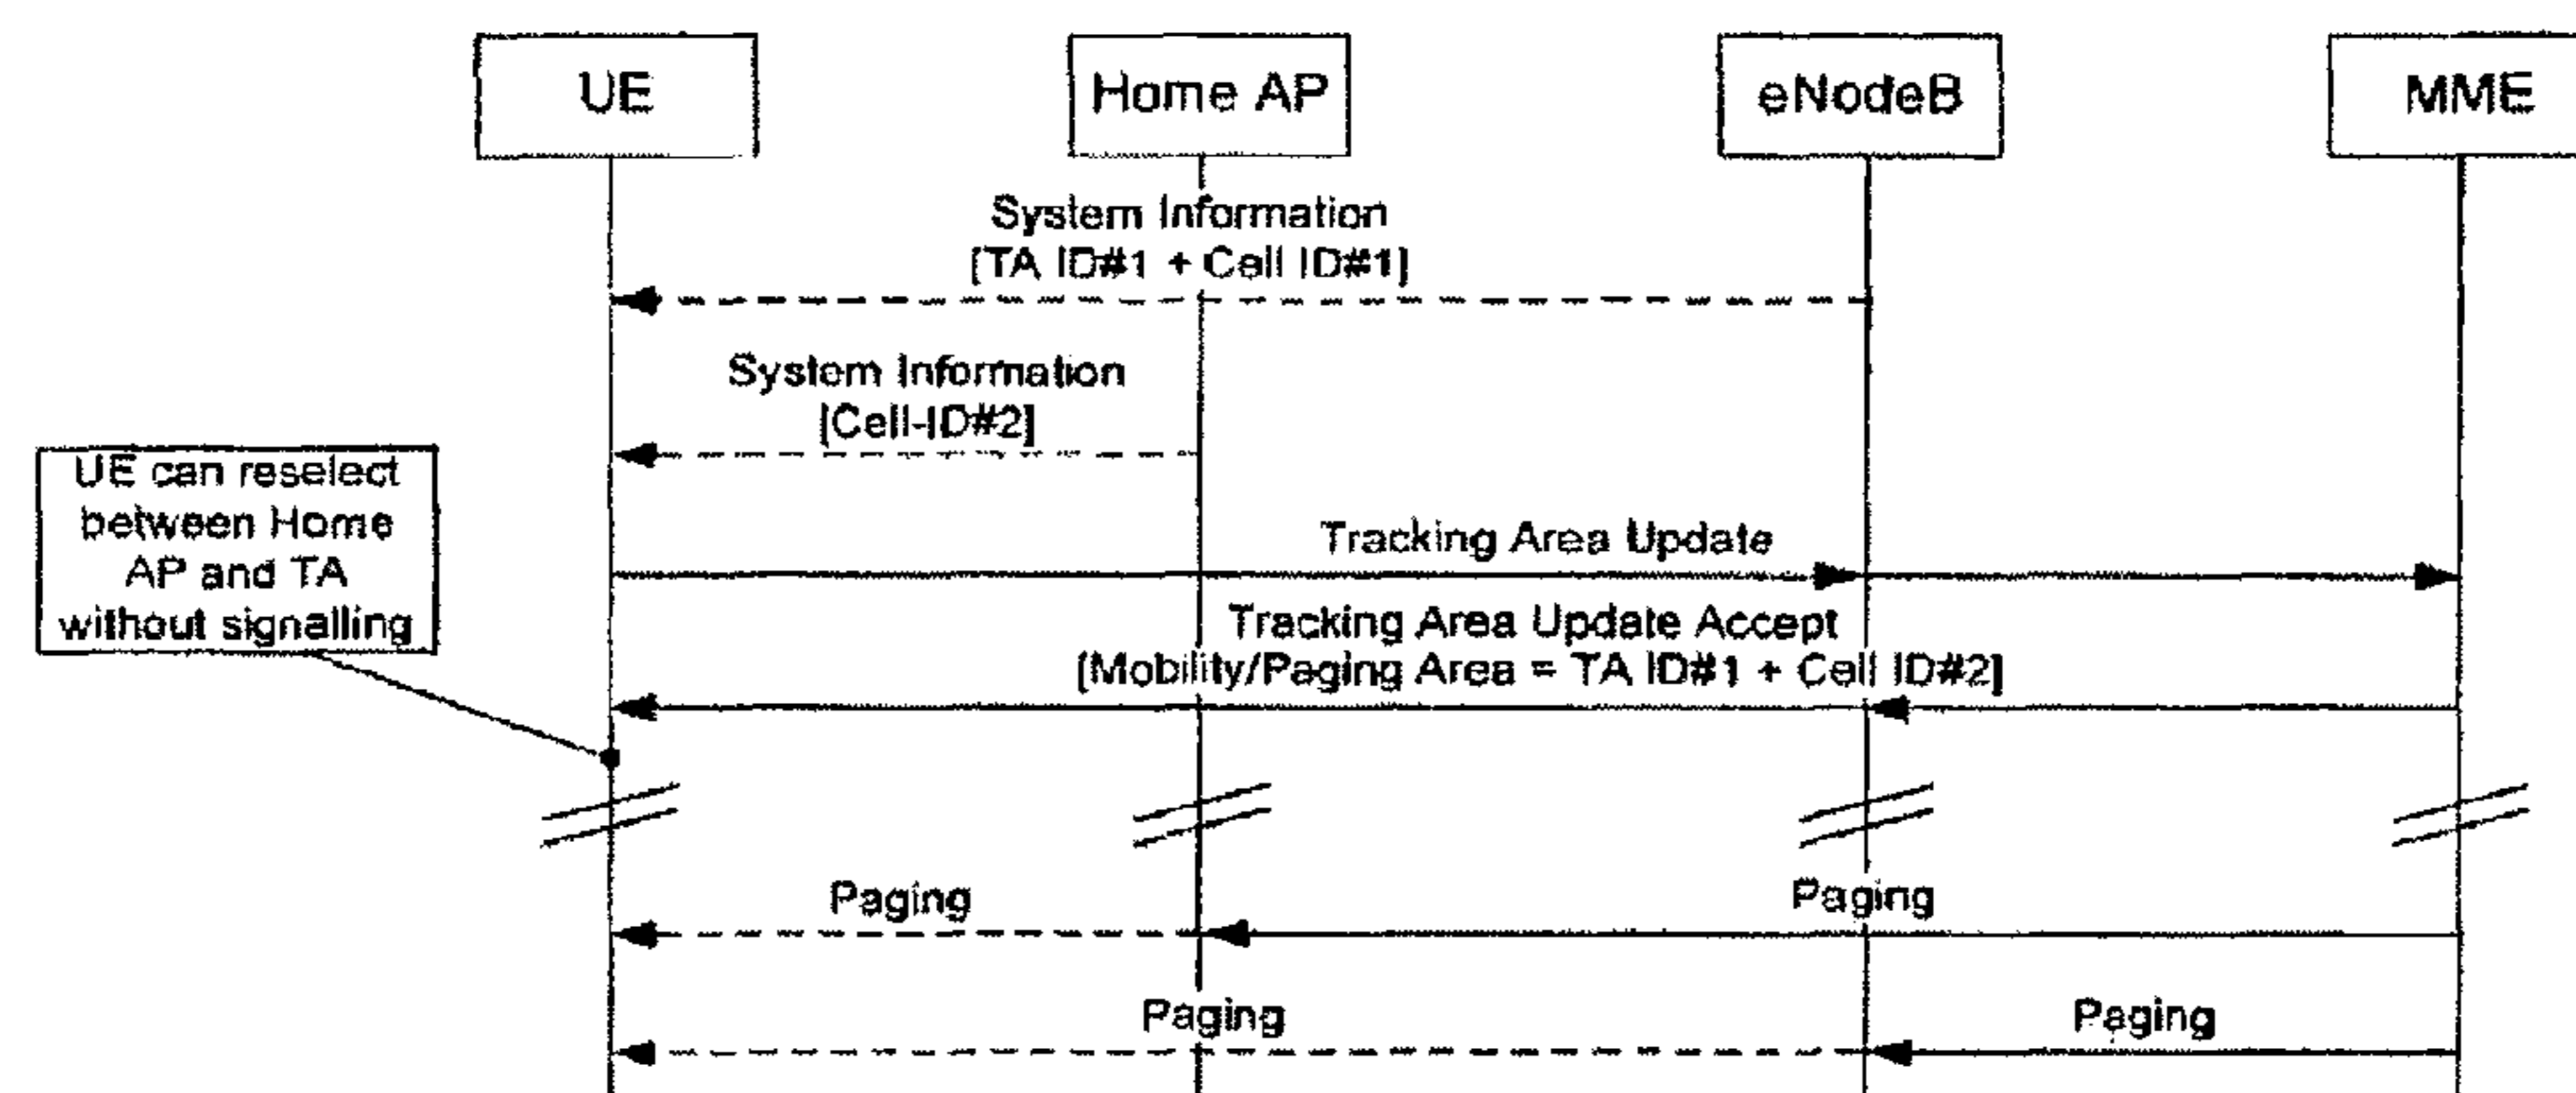 UE
Home AP
eNodeB
MME
System Information
[TA ID#1 + Cell ID#1]
System Information
[Cell-ID#2]
UE can reselect
between Home
AP and TA
without signalling
Tracking Area Update
Tracking Area Update Accept
[Mobility/Paging Area = TA ID#1 + Cell ID#2]
Paging
Paging
Paging
Paging